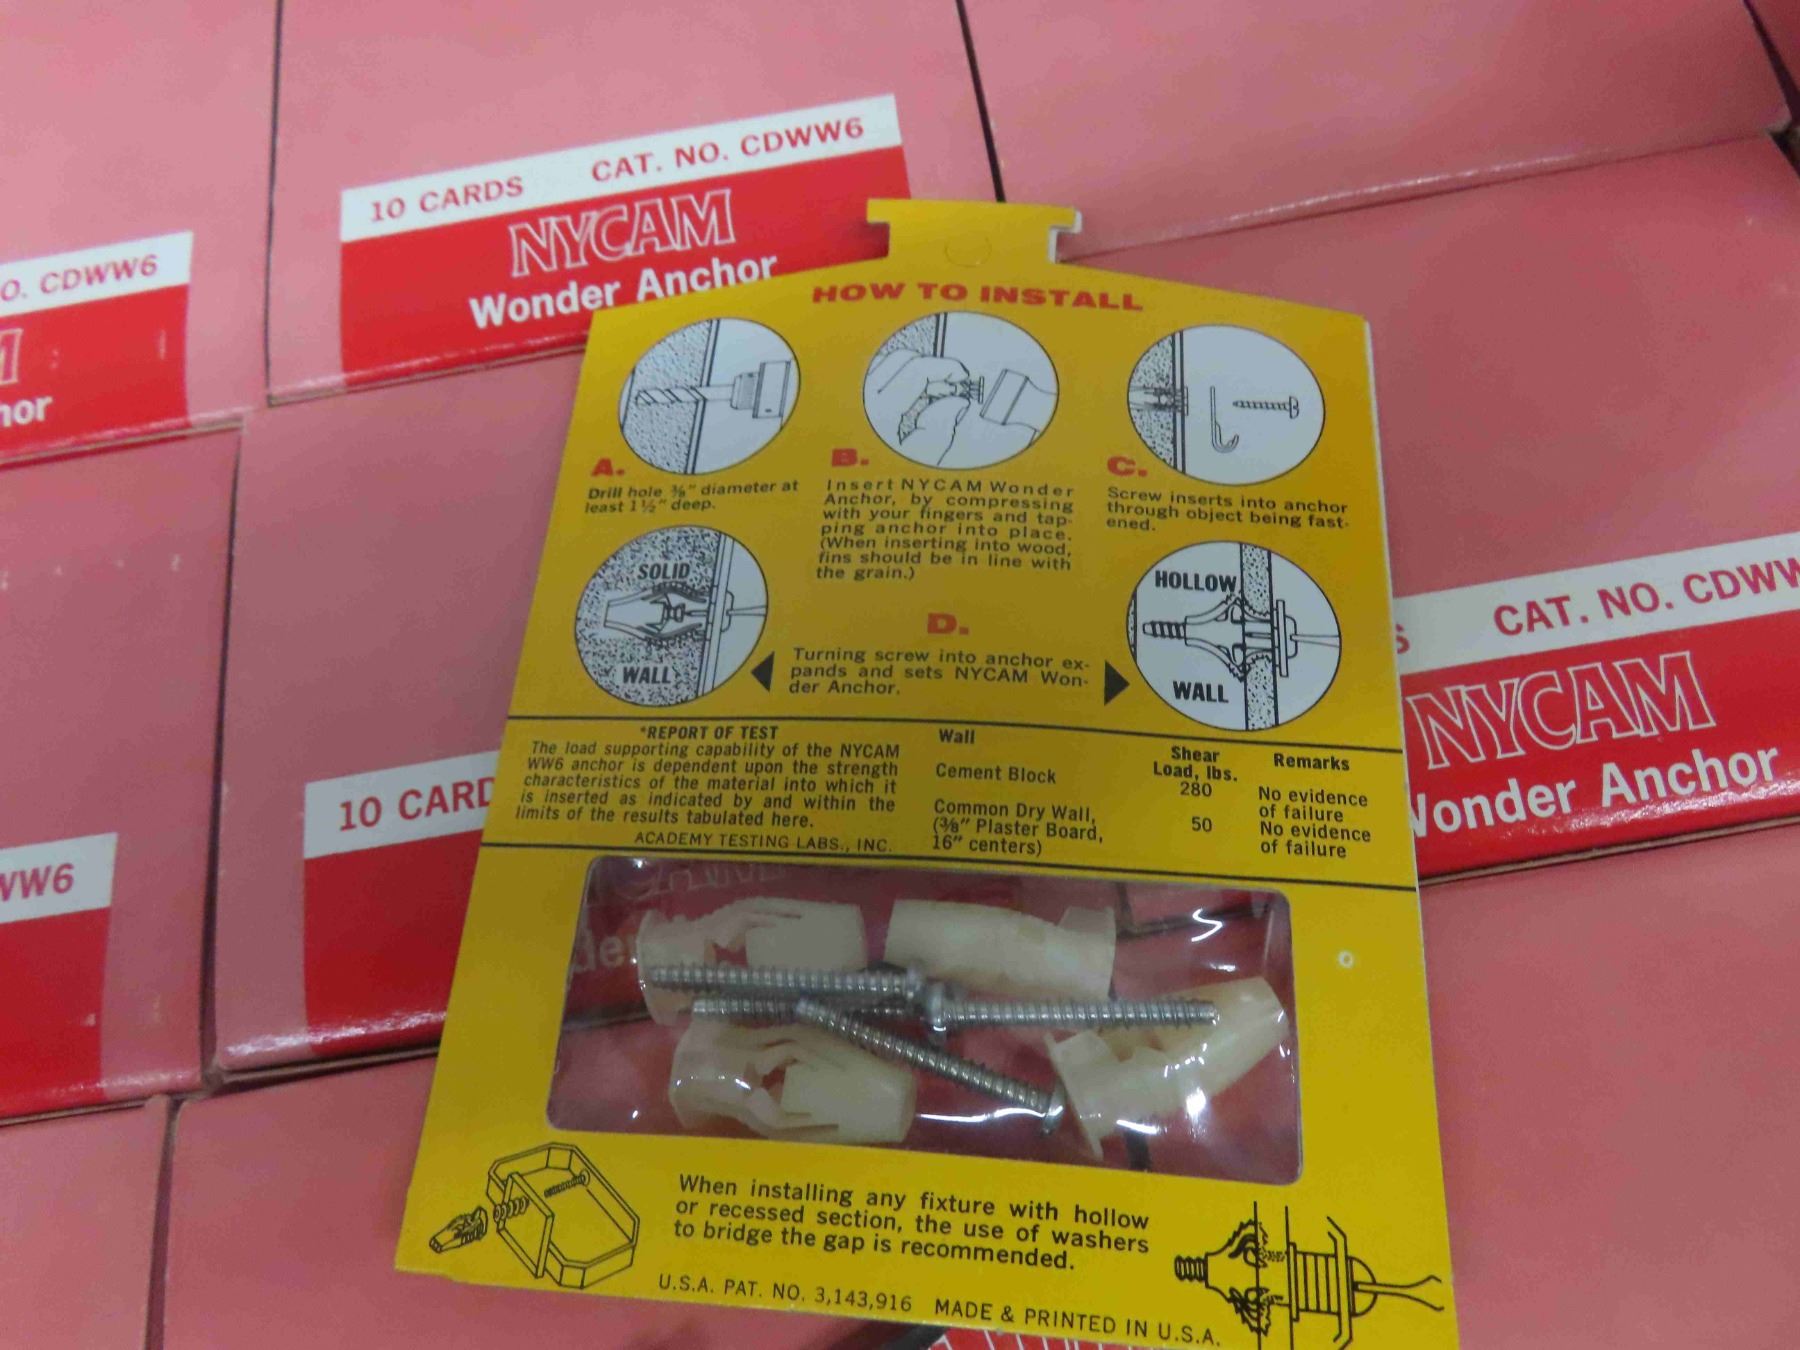 10 CARDS CAT. NO. CDWW6
NYCAM
Wonder Anchor
O. CDWW6
HOW TO INSTALL
A.
Drill hole ⅜" diameter at
least 1½" deep.
B.
Insert NYCAM Wonder
Anchor, by compressing
with your fingers and tap-
ping anchor into place.
(When inserting into wood,
fins should be in line with
the grain.)
C.
Screw inserts into anchor
through object being fast-
ened.
SOLID
WALL
D.
Turning screw into anchor ex-
pands and sets NYCAM Won-
der Anchor.
HOLLOW
WALL
*REPORT OF TEST
The load supporting capability of the NYCAM
WW6 anchor is dependent upon the strength
characteristics of the material into which it
is inserted as indicated by and within the
limits of the results tabulated here.
ACADEMY TESTING LABS., INC.
Wall Shear Load, lbs. Remarks
Cement Block 280 No evidence of failure
Common Dry Wall, 50 No evidence
(⅜" Plaster Board, of failure
16" centers)
When installing any fixture with hollow
or recessed section, the use of washers
to bridge the gap is recommended.
U.S.A. PAT. NO. 3,143,916 MADE & PRINTED IN U.S.A.
10 CARD
WW6
S CAT. NO. CDWW
NYCAM
Wonder Anchor